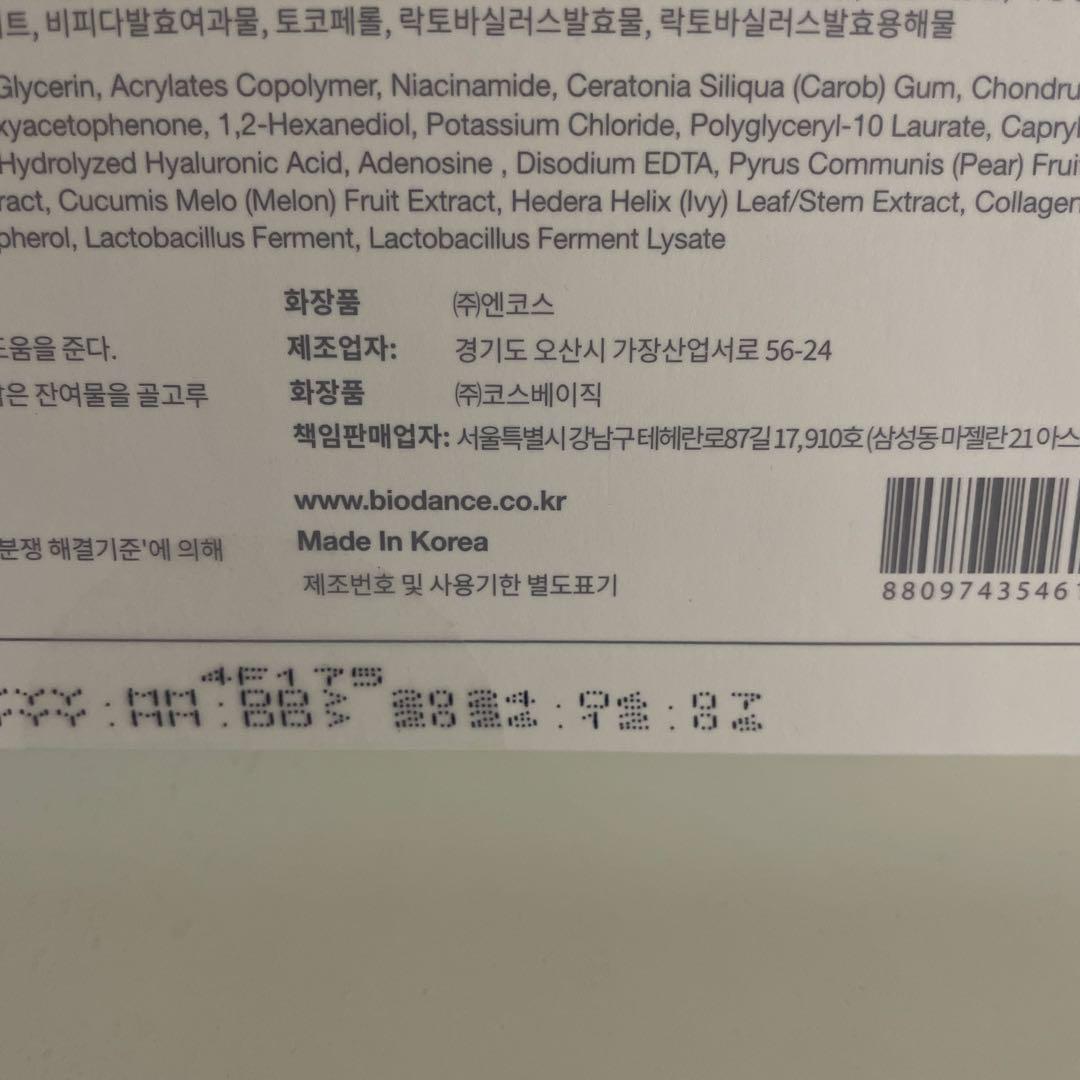 트, 비피다발효여과물, 토코페롤, 락토바실러스발효물, 락토바실러스발효용해물
Glycerin, Acrylates Copolymer, Niacinamide, Ceratonia Siliqua (Carob) Gum, Chondru
xyacetophenone, 1,2-Hexanediol, Potassium Chloride, Polyglyceryl-10 Laurate, Capryl
Hydrolyzed Hyaluronic Acid, Adenosine , Disodium EDTA, Pyrus Communis (Pear) Frui
ract, Cucumis Melo (Melon) Fruit Extract, Hedera Helix (Ivy) Leaf/Stem Extract, Collagen
pherol, Lactobacillus Ferment, Lactobacillus Ferment Lysate
화장품 ㈜엔코스
도움을 준다.
제조업자: 경기도 오산시 가장산업서로 56-24
은 잔여물을 골고루
화장품 ㈜코스베이직
책임판매업자: 서울특별시 강남구 테헤란로87길 17, 910호 (삼성동 마젤란21 아스
www.biodance.co.kr
분쟁 해결기준'에 의해
Made In Korea
제조번호 및 사용기한 별도표기
88097435461
4F175